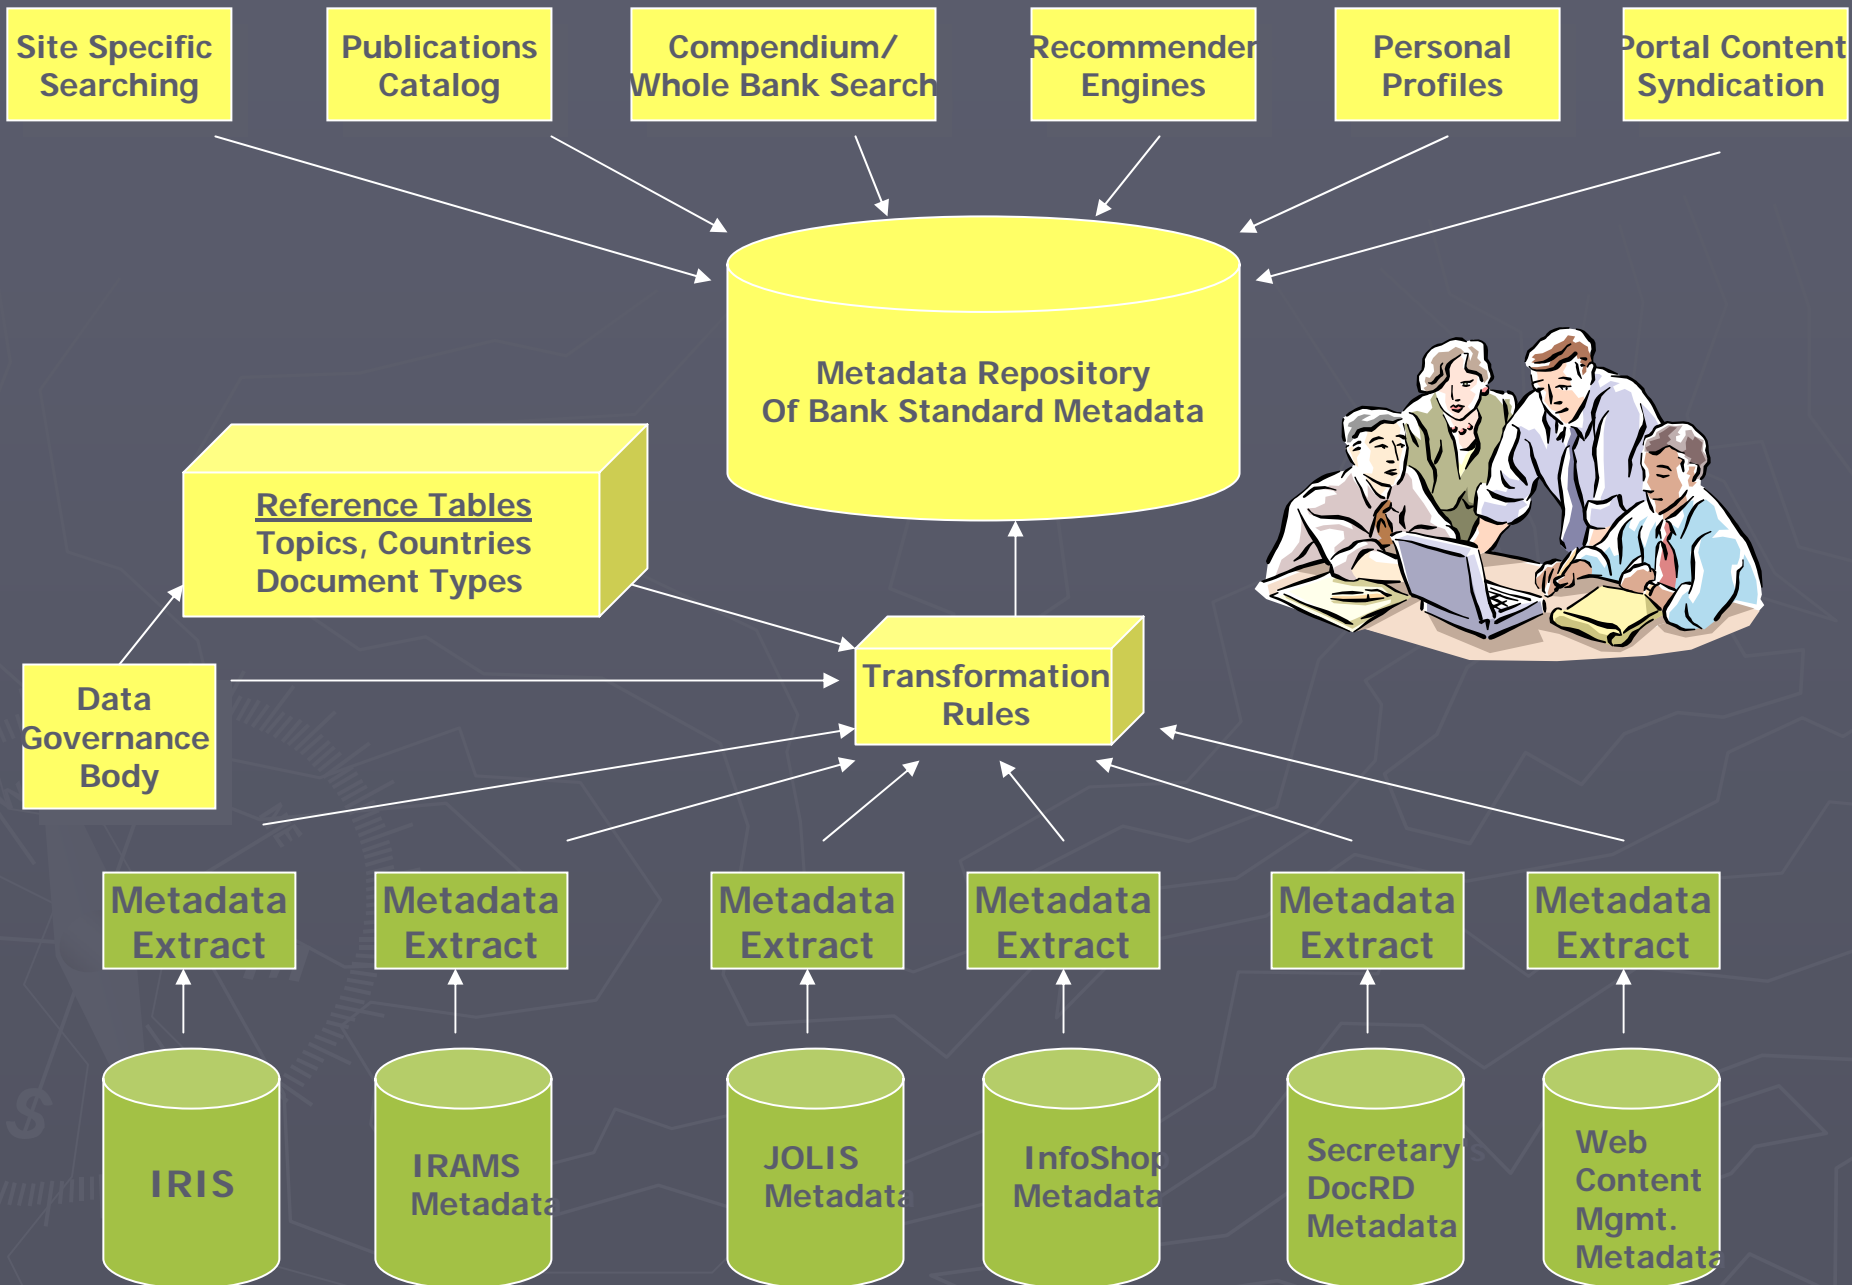 Site Specific
Searching
Publications
Catalog
Compendium/
Whole Bank Search
Recommender
Engines
Personal
Profiles
Portal Content
Syndication
Metadata Repository
Of Bank Standard Metadata
Reference Tables
Topics, Countries
Document Types
Data
Governance
Body
Transformation
Rules
Metadata
Extract
Metadata
Extract
Metadata
Extract
Metadata
Extract
Metadata
Extract
Metadata
Extract
IRIS
IRAMS
Metadata
JOLIS
Metadata
InfoShop
Metadata
Secretary's
DocRD
Metadata
Web
Content
Mgmt.
Metadata